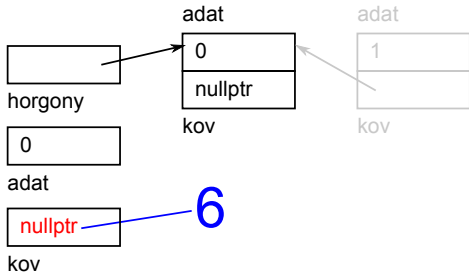 adat
0
nullptr
kov
adat
1
kov
horgony
0
adat
nullptr
kov
6